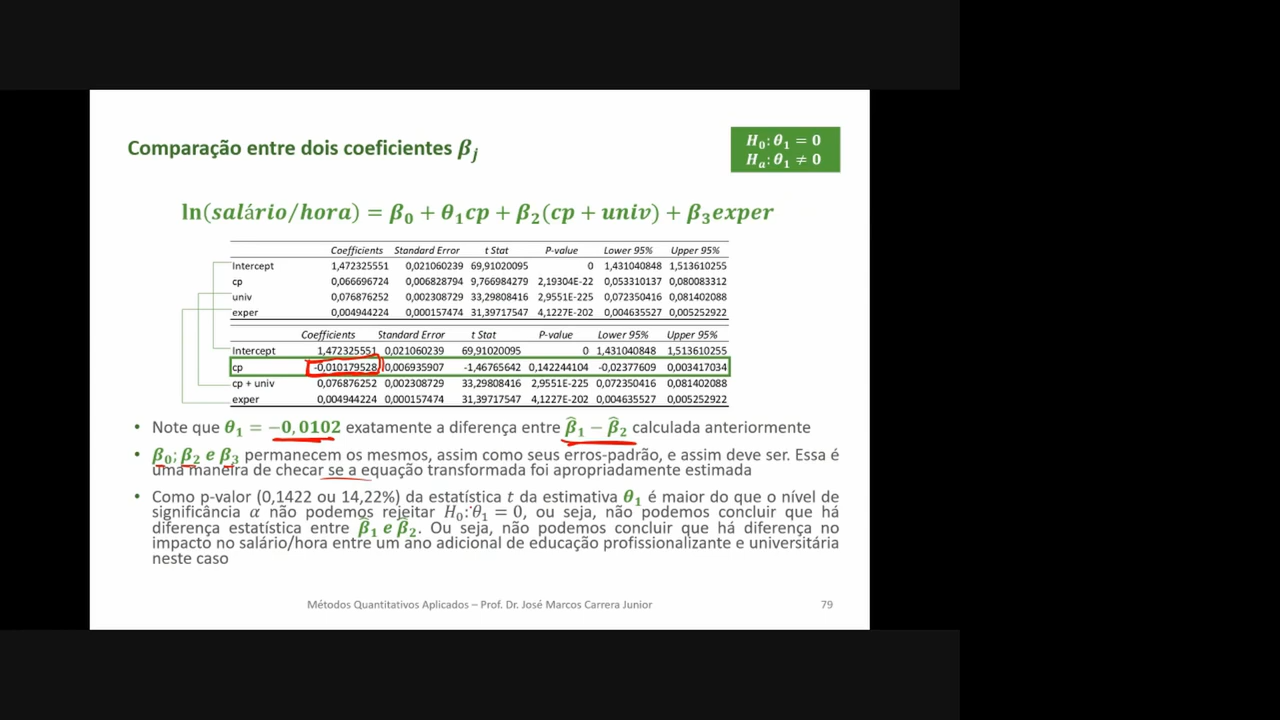 Comparação entre dois coeficientes βj
H0: θ1 = 0
Ha: θ1 ≠ 0
ln(salário/hora) = β0 + θ1cp + β2(cp + univ) + β3exper
Coefficients Standard Error t Stat P-value Lower 95% Upper 95%
Intercept 1,472325551 0,021060239 69,91020095 0 1,431040848 1,513610255
cp 0,066696724 0,006828794 9,766984279 2,19304E-22 0,053310137 0,080083312
univ 0,076876252 0,002308729 33,29808416 2,9551E-225 0,072350416 0,081402088
exper 0,004944224 0,000157474 31,39717547 4,1227E-202 0,004635527 0,005252922
Coefficients Standard Error t Stat P-value Lower 95% Upper 95%
Intercept 1,472325551 0,021060239 69,91020095 0 1,431040848 1,513610255
cp -0,010179528 0,006935907 -1,46765642 0,142244104 -0,02377609 0,003417034
cp + univ 0,076876252 0,002308729 33,29808416 2,9551E-225 0,072350416 0,081402088
exper 0,004944224 0,000157474 31,39717547 4,1227E-202 0,004635527 0,005252922
• Note que θ1 = −0,0102 exatamente a diferença entre β̂1 − β̂2 calculada anteriormente
• β0; β2 e β3 permanecem os mesmos, assim como seus erros-padrão, e assim deve ser. Essa é
uma maneira de checar se a equação transformada foi apropriadamente estimada
• Como p-valor (0,1422 ou 14,22%) da estatística t da estimativa θ1 é maior do que o nível de
significância α não podemos rejeitar H0: θ1 = 0, ou seja, não podemos concluir que há
diferença estatística entre β̂1 e β̂2. Ou seja, não podemos concluir que há diferença no
impacto no salário/hora entre um ano adicional de educação profissionalizante e universitária
neste caso
Métodos Quantitativos Aplicados – Prof. Dr. José Marcos Carrera Junior 79